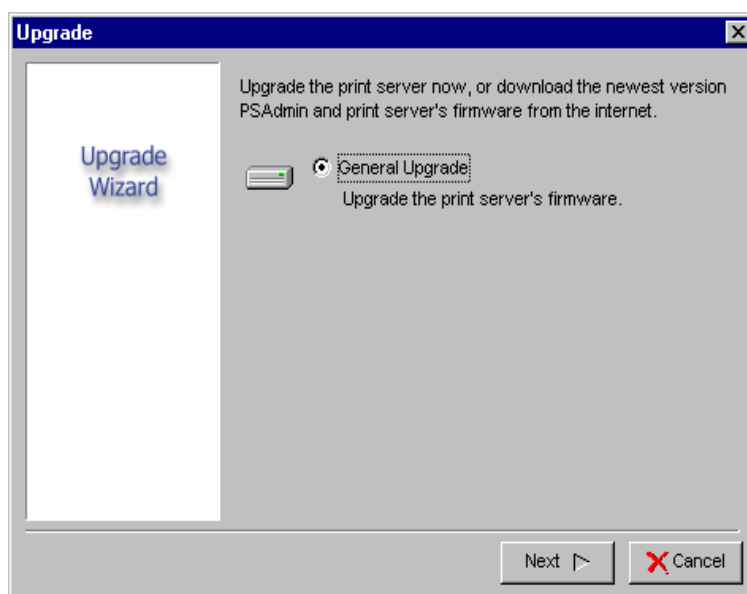 Upgrade
Upgrade
Wizard
Upgrade the print server now, or download the newest version
PSAdmin and print server's firmware from the internet.
General Upgrade
Upgrade the print server's firmware.
Next
Cancel